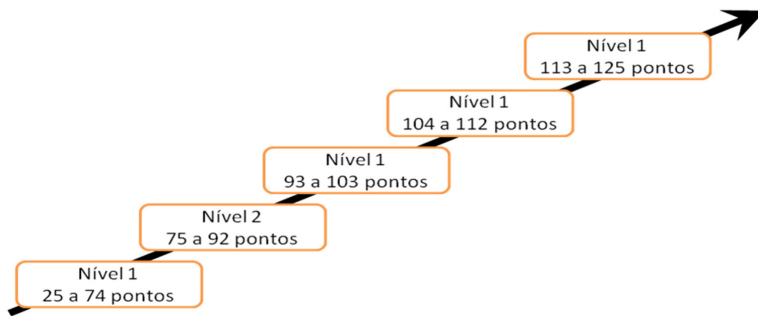 Nível 1
113 a 125 pontos
Nível 1
104 a 112 pontos
Nível 1
93 a 103 pontos
Nível 2
75 a 92 pontos
Nível 1
25 a 74 pontos